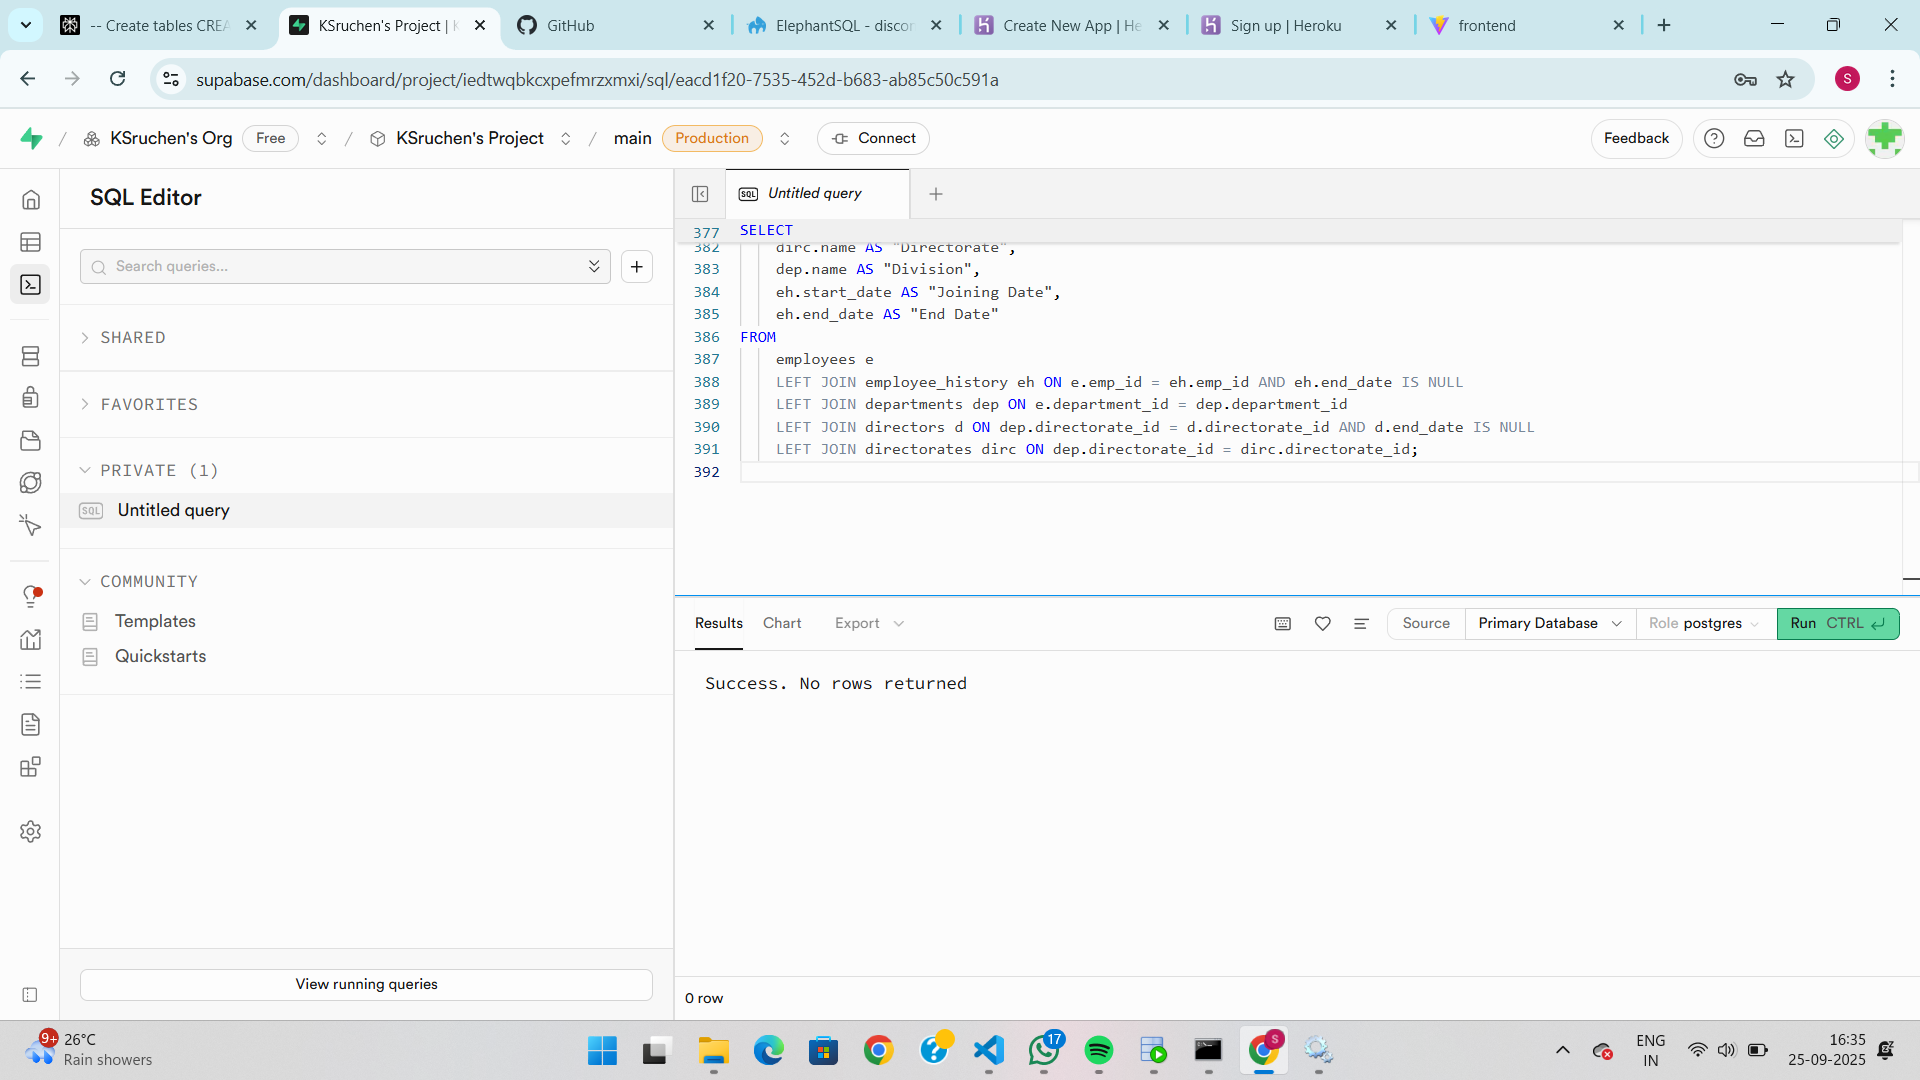 -- Create tables CREA
KSruchen's Project | K
GitHub
ElephantSQL - discon
Create New App | He
Sign up | Heroku
frontend
supabase.com/dashboard/project/iedtwqbkcxpefmrzxmxi/sql/eacd1f20-7535-452d-b683-ab85c50c591a
S
KSruchen's Org Free / KSruchen's Project / main Production Connect
Feedback
SQL Editor
Search queries...
SHARED
FAVORITES
PRIVATE (1)
SQL Untitled query
COMMUNITY
Templates
Quickstarts
View running queries
SQL Untitled query
377 SELECT
382 dirc.name AS "Directorate",
383 dep.name AS "Division",
384 eh.start_date AS "Joining Date",
385 eh.end_date AS "End Date"
386 FROM
387 employees e
388 LEFT JOIN employee_history eh ON e.emp_id = eh.emp_id AND eh.end_date IS NULL
389 LEFT JOIN departments dep ON e.department_id = dep.department_id
390 LEFT JOIN directors d ON dep.directorate_id = d.directorate_id AND d.end_date IS NULL
391 LEFT JOIN directorates dirc ON dep.directorate_id = dirc.directorate_id;
392
Results Chart Export
Source Primary Database Role postgres Run CTRL
Success. No rows returned
0 row
9+
26°C
Rain showers
17
S
ENG
IN
16:35
25-09-2025